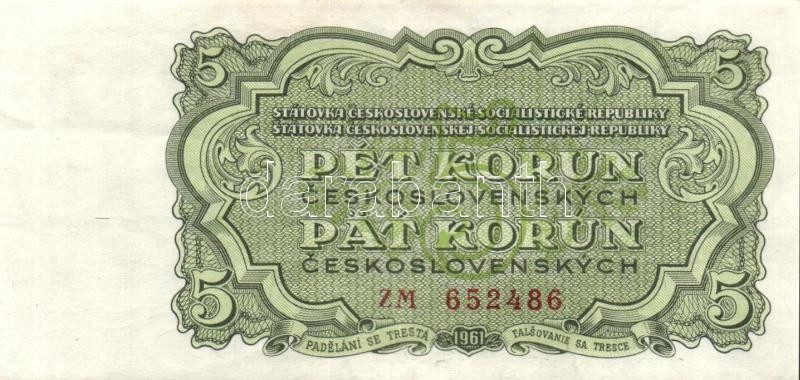 5 5
STÁTOVKA ČESKOSLOVENSKÉ SOCIALISTICKÉ REPUBLIKY
ŠTÁTOVKA ČESKOSLOVENSKEJ SOCIALISTICKEJ REPUBLIKY
PĚT KORUN
ČESKOSLOVENSKÝCH
darabanth
PÄŤ KORÚN
ČESKOSLOVENSKÝCH
5 5
ZM 652486
PADĚLÁNÍ SE TRESTÁ 1961 FALŠOVANIE SA TRESCE